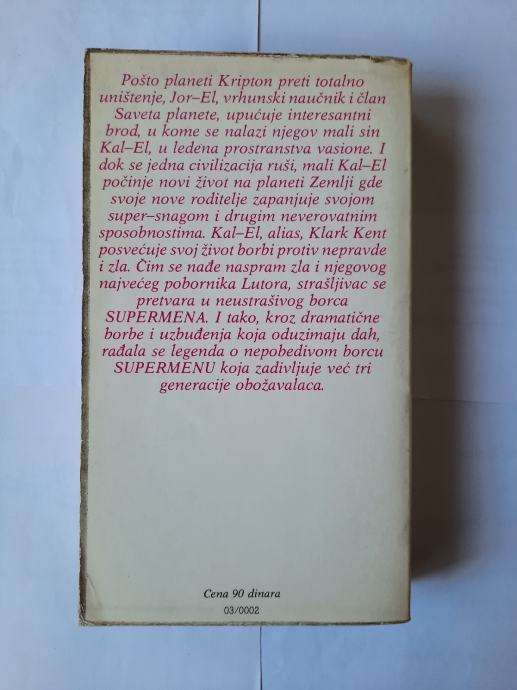 Pošto planeti Kripton preti totalno
uništenje, Jor–El, vrhunski naučnik i član
Saveta planete, upućuje interesantni
brod, u kome se nalazi njegov mali sin
Kal–El, u ledena prostranstva vasione. I
dok se jedna civilizacija ruši, mali Kal–El
počinje novi život na planeti Zemlji gde
svoje nove roditelje zapanjuje svojom
super–snagom i drugim neverovatnim
sposobnostima. Kal–El, alias, Klark Kent
posvećuje svoj život borbi protiv nepravde
i zla. Čim se nađe naspram zla i njegovog
najvećeg pobornika Lutora, strašljivac se
pretvara u neustrašivog borca
SUPERMENA. I tako, kroz dramatične
borbe i uzbuđenja koja oduzimaju dah,
rađala se legenda o nepobedivom borcu
SUPERMENU koja zadivljuje već tri
generacije obožavalaca.
Cena 90 dinara
03/0002